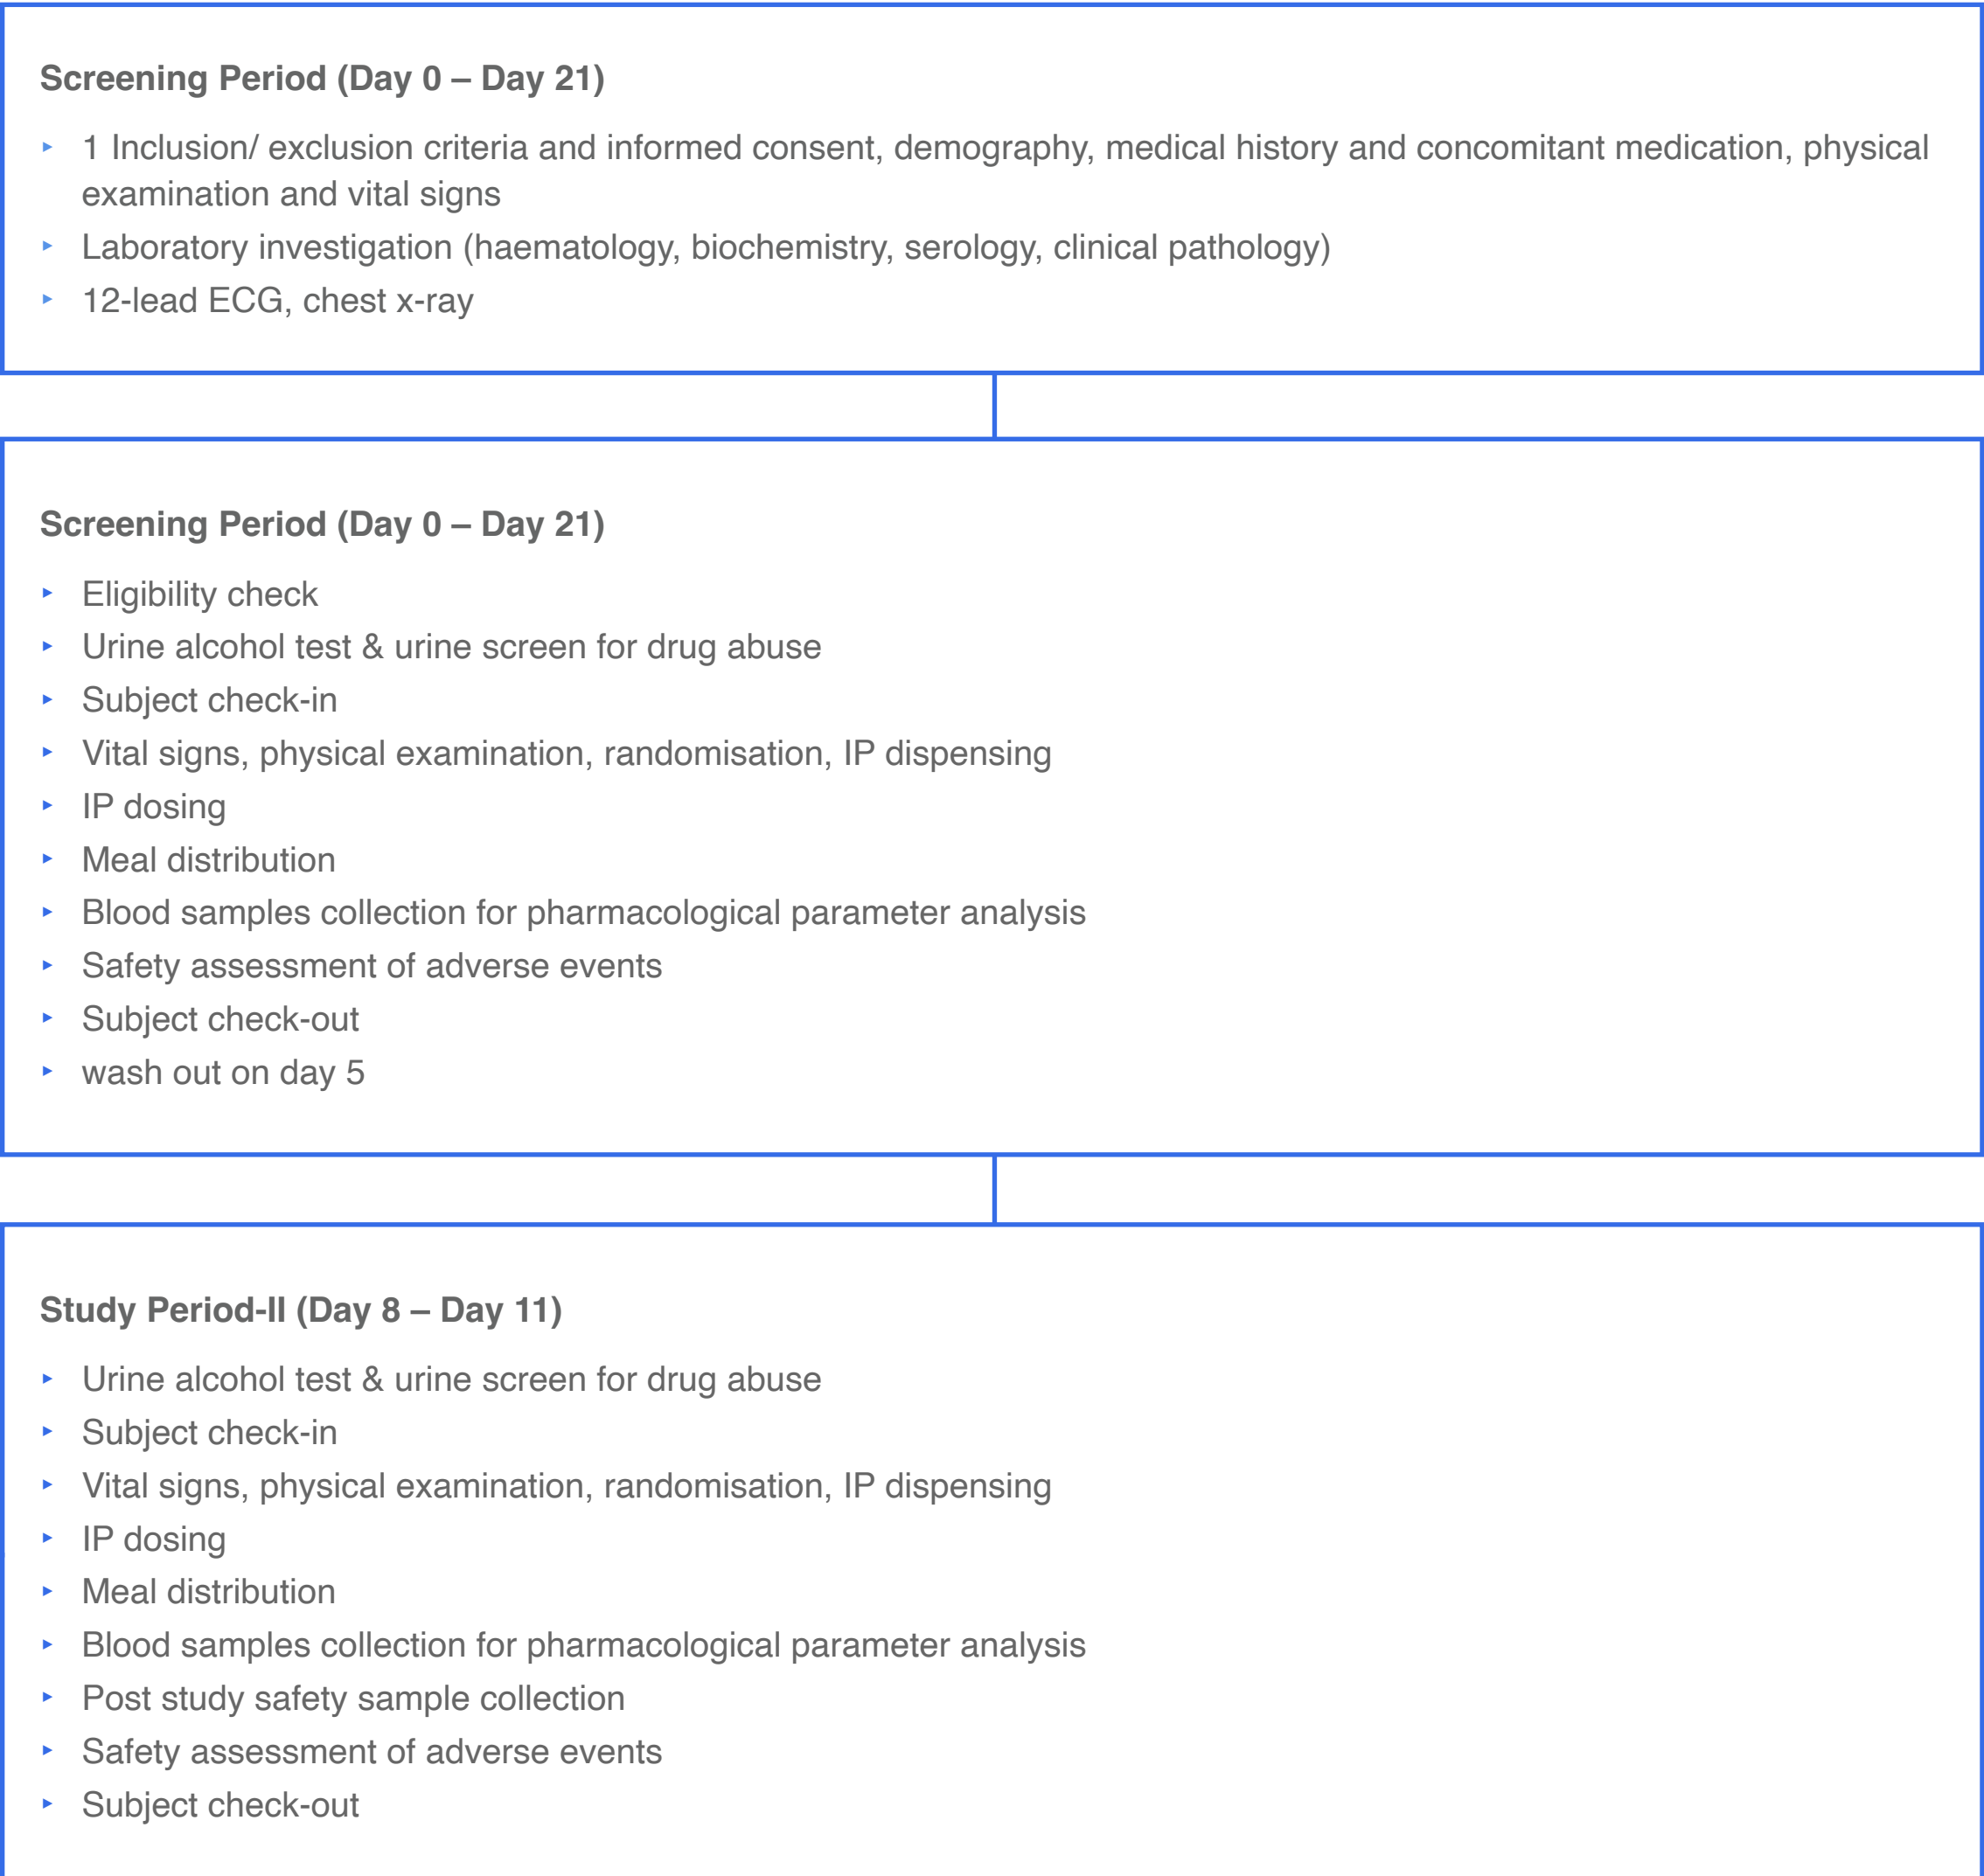 Screening Period (Day 0 – Day 21)
1 Inclusion/ exclusion criteria and informed consent, demography, medical history and concomitant medication, physical
examination and vital signs
Laboratory investigation (haematology, biochemistry, serology, clinical pathology)
12-lead ECG, chest x-ray
Screening Period (Day 0 – Day 21)
Eligibility check
Urine alcohol test & urine screen for drug abuse
Subject check-in
Vital signs, physical examination, randomisation, IP dispensing
IP dosing
Meal distribution
Blood samples collection for pharmacological parameter analysis
Safety assessment of adverse events
Subject check-out
wash out on day 5
Study Period-II (Day 8 – Day 11)
Urine alcohol test & urine screen for drug abuse
Subject check-in
Vital signs, physical examination, randomisation, IP dispensing
IP dosing
Meal distribution
Blood samples collection for pharmacological parameter analysis
Post study safety sample collection
Safety assessment of adverse events
Subject check-out